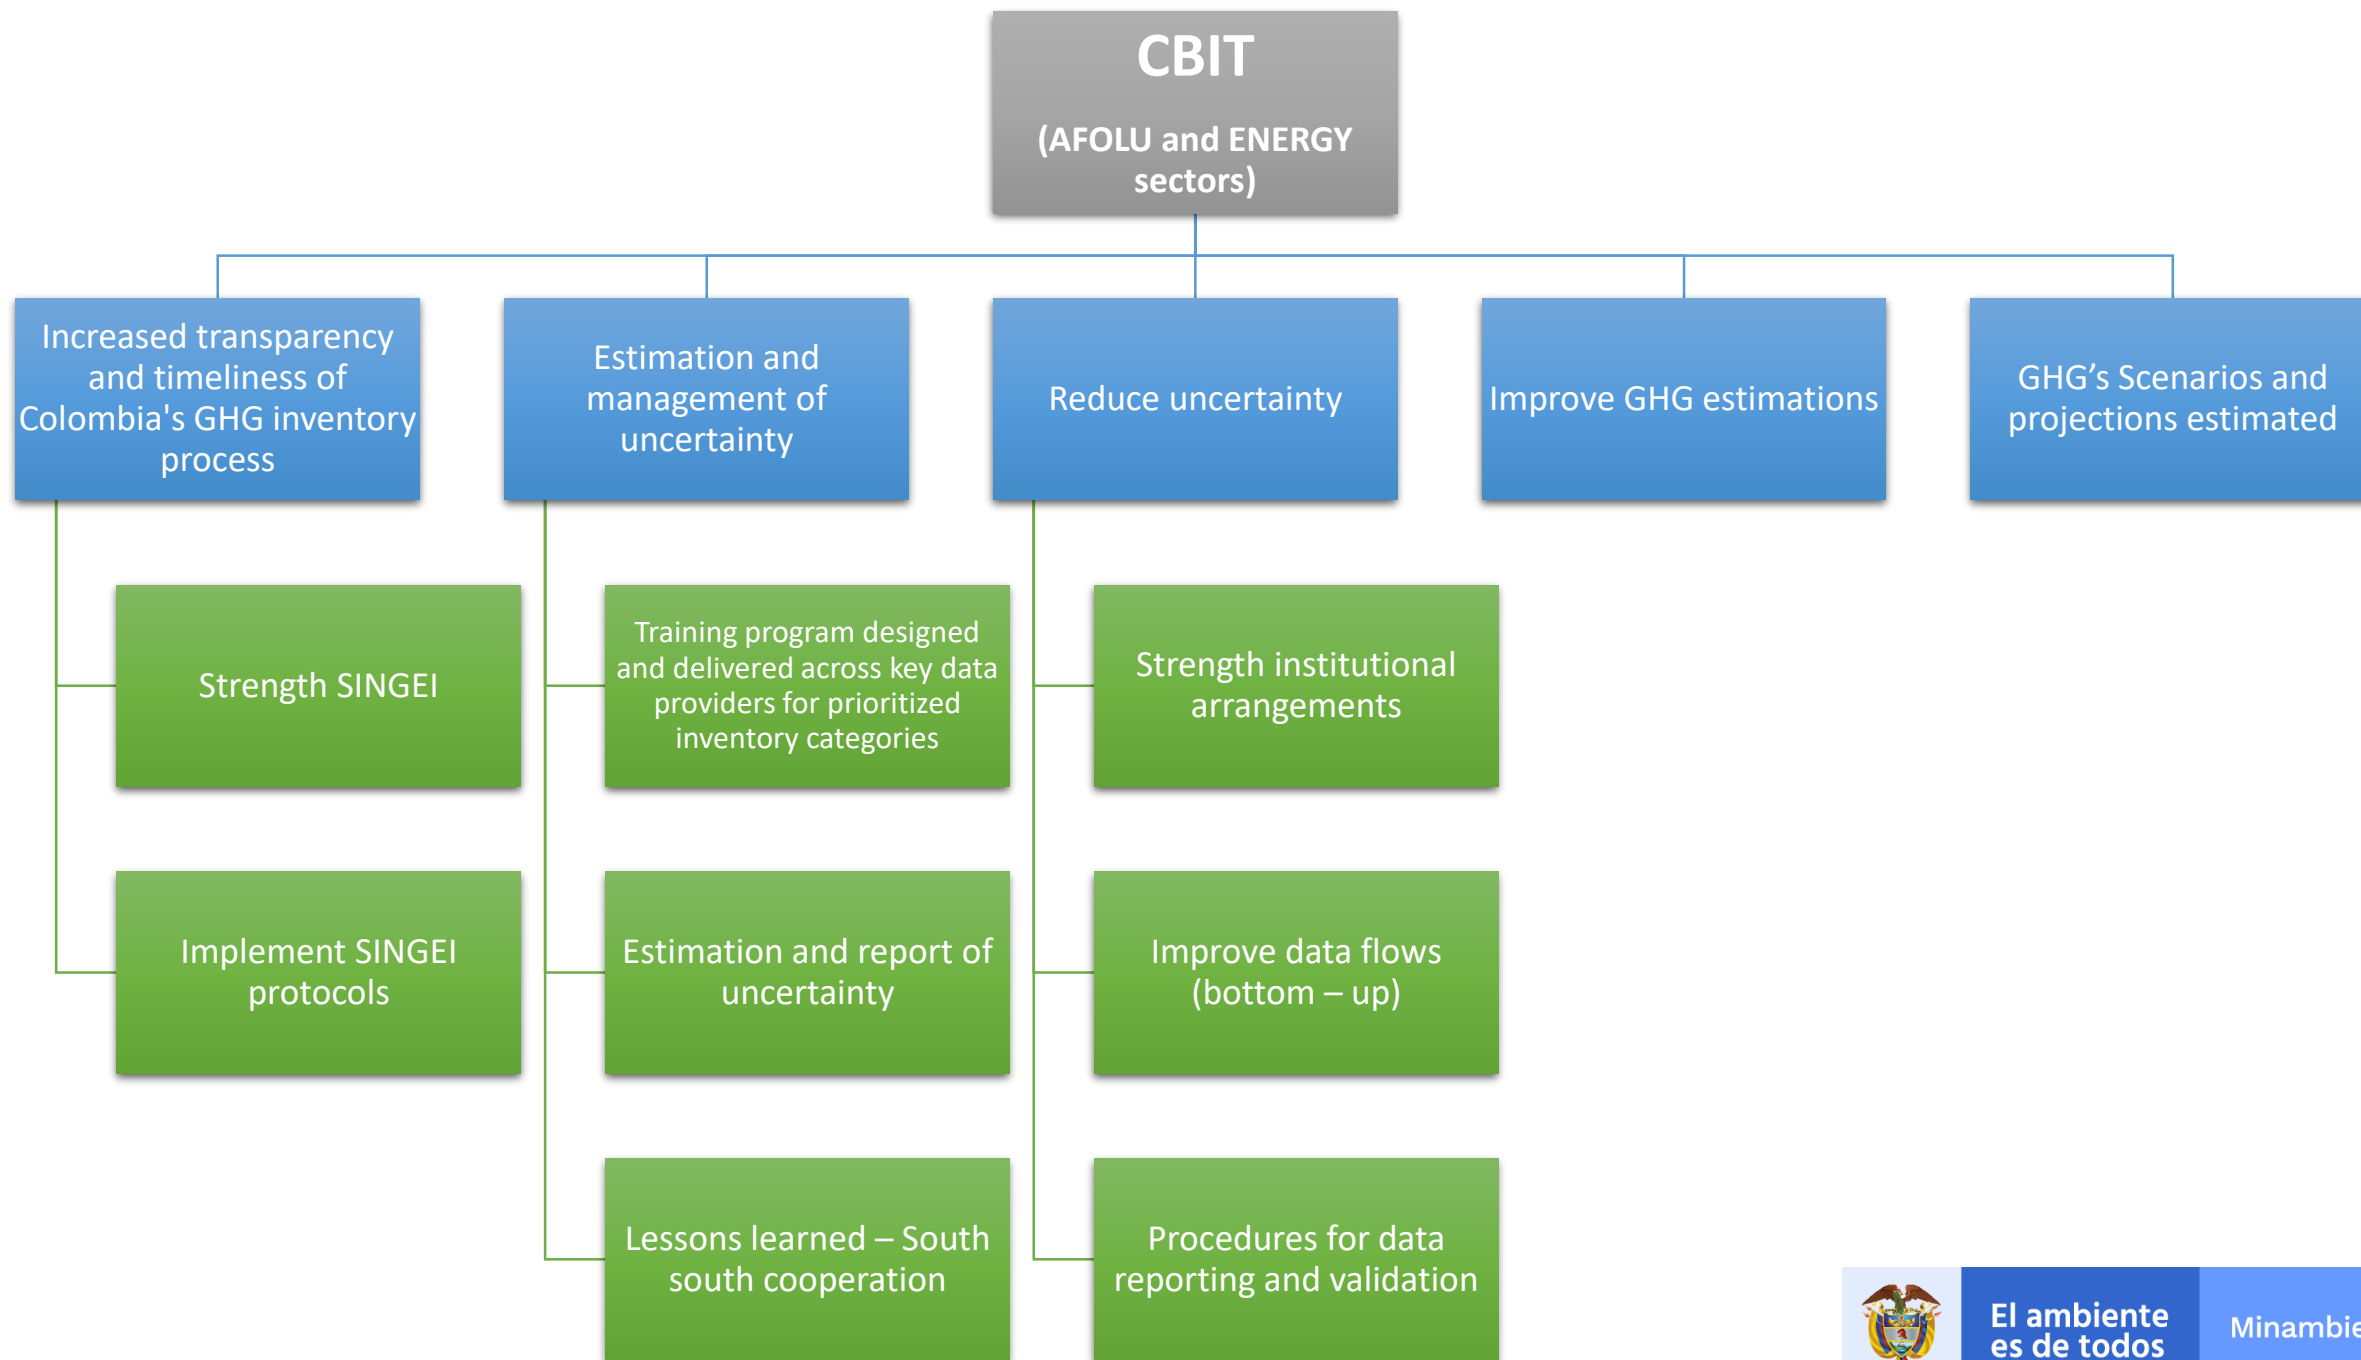 CBIT
(AFOLU and ENERGY
sectors)
Increased transparency
and timeliness of
Colombia's GHG inventory
process
Estimation and
management of
uncertainty
Reduce uncertainty
Improve GHG estimations
GHG’s Scenarios and
projections estimated
Strength SINGEI
Training program designed
and delivered across key data
providers for prioritized
inventory categories
Strength institutional
arrangements
Implement SINGEI
protocols
Estimation and report of
uncertainty
Improve data flows
(bottom – up)
Lessons learned – South
south cooperation
Procedures for data
reporting and validation
El ambiente
es de todos